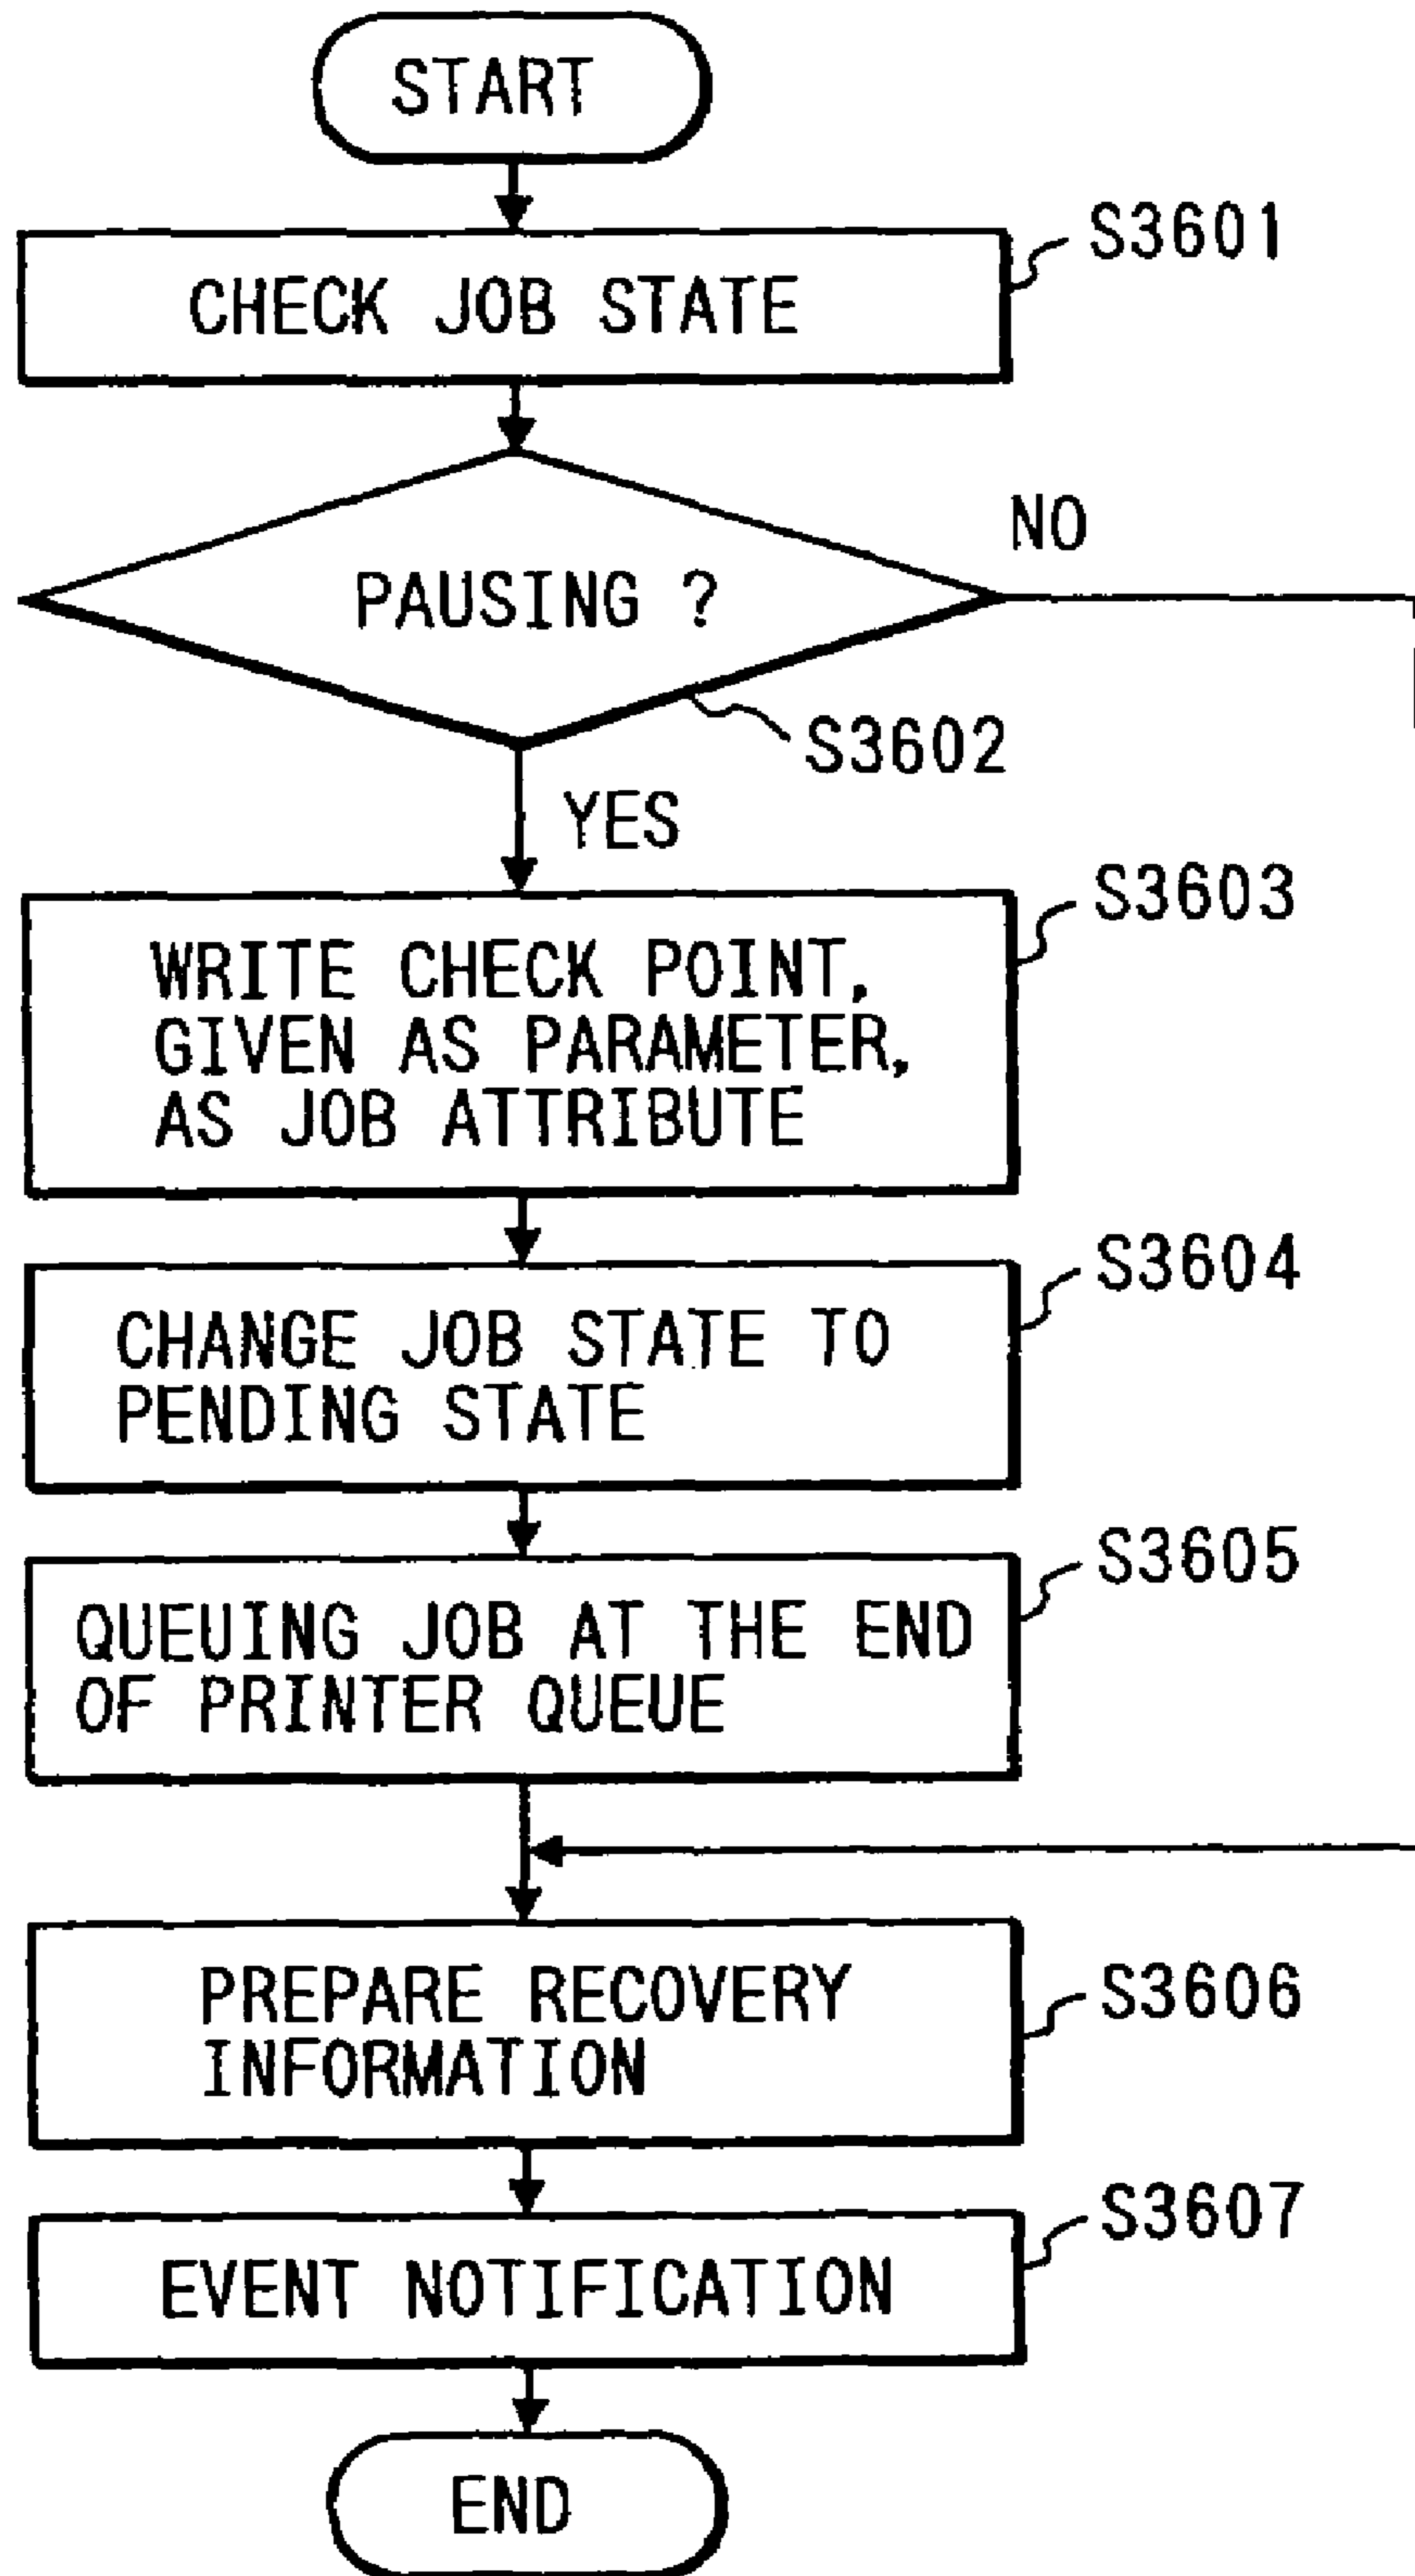 START
S3601
CHECK JOB STATE
NO
PAUSING ?
S3602
YES
S3603
WRITE CHECK POINT,
GIVEN AS PARAMETER,
AS JOB ATTRIBUTE
S3604
CHANGE JOB STATE TO
PENDING STATE
S3605
QUEUING JOB AT THE END
OF PRINTER QUEUE
PREPARE RECOVERY
INFORMATION
S3606
S3607
EVENT NOTIFICATION
END